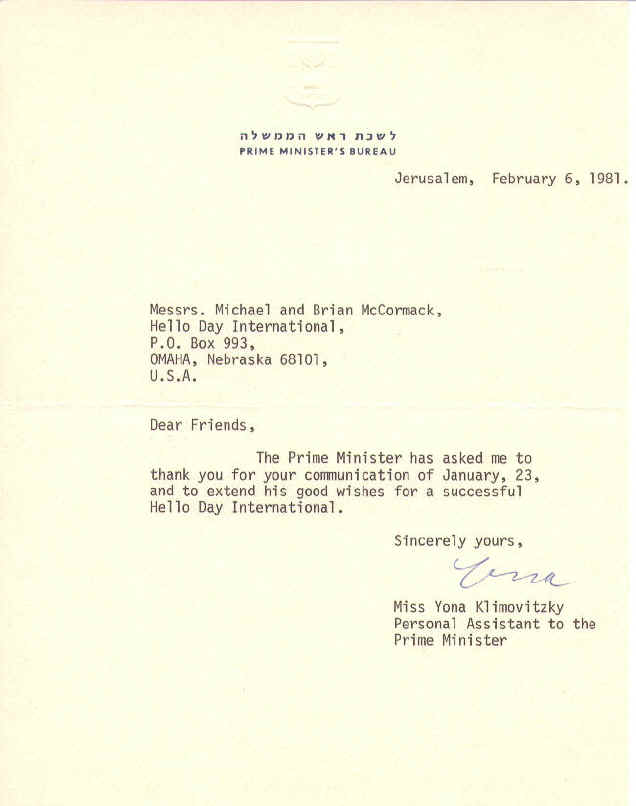 לשכת ראש הממשלה
PRIME MINISTER'S BUREAU
Jerusalem, February 6, 1981.
Messrs. Michael and Brian McCormack,
Hello Day International,
P.O. Box 993,
OMAHA, Nebraska 68101,
U.S.A.
Dear Friends,
The Prime Minister has asked me to
thank you for your communication of January, 23,
and to extend his good wishes for a successful
Hello Day International.
Sincerely yours,
Yona
Miss Yona Klimovitzky
Personal Assistant to the
Prime Minister